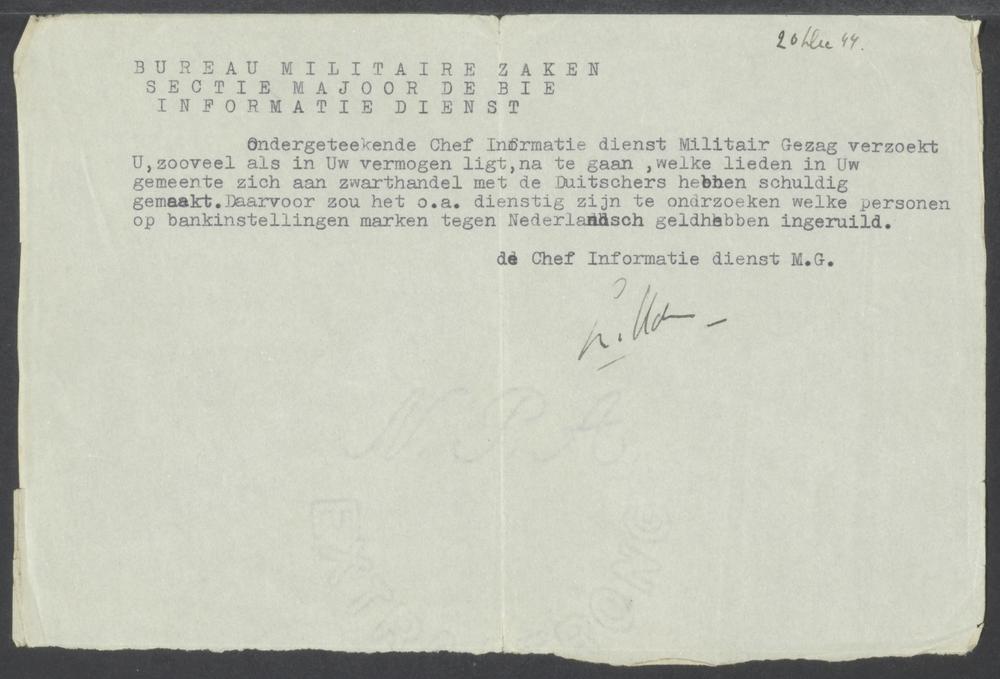 20 Dec 44.
BUREAU MILITAIRE ZAKEN
SECTIE MAJOOR DE BIE
INFORMATIE DIENST
Ondergeteekende Chef Informatie dienst Militair Gezag verzoekt
U,zooveel als in Uw vermogen ligt,na te gaan ,welke lieden in Uw
gemeente zich aan zwarthandel met de Duitschers hebben schuldig
gemaakt.Daarvoor zou het o.a. dienstig zijn te ondrzoeken welke personen
op bankinstellingen marken tegen Nederlandsch geldhebben ingeruild.
de Chef Informatie dienst M.G.
N.P.A.